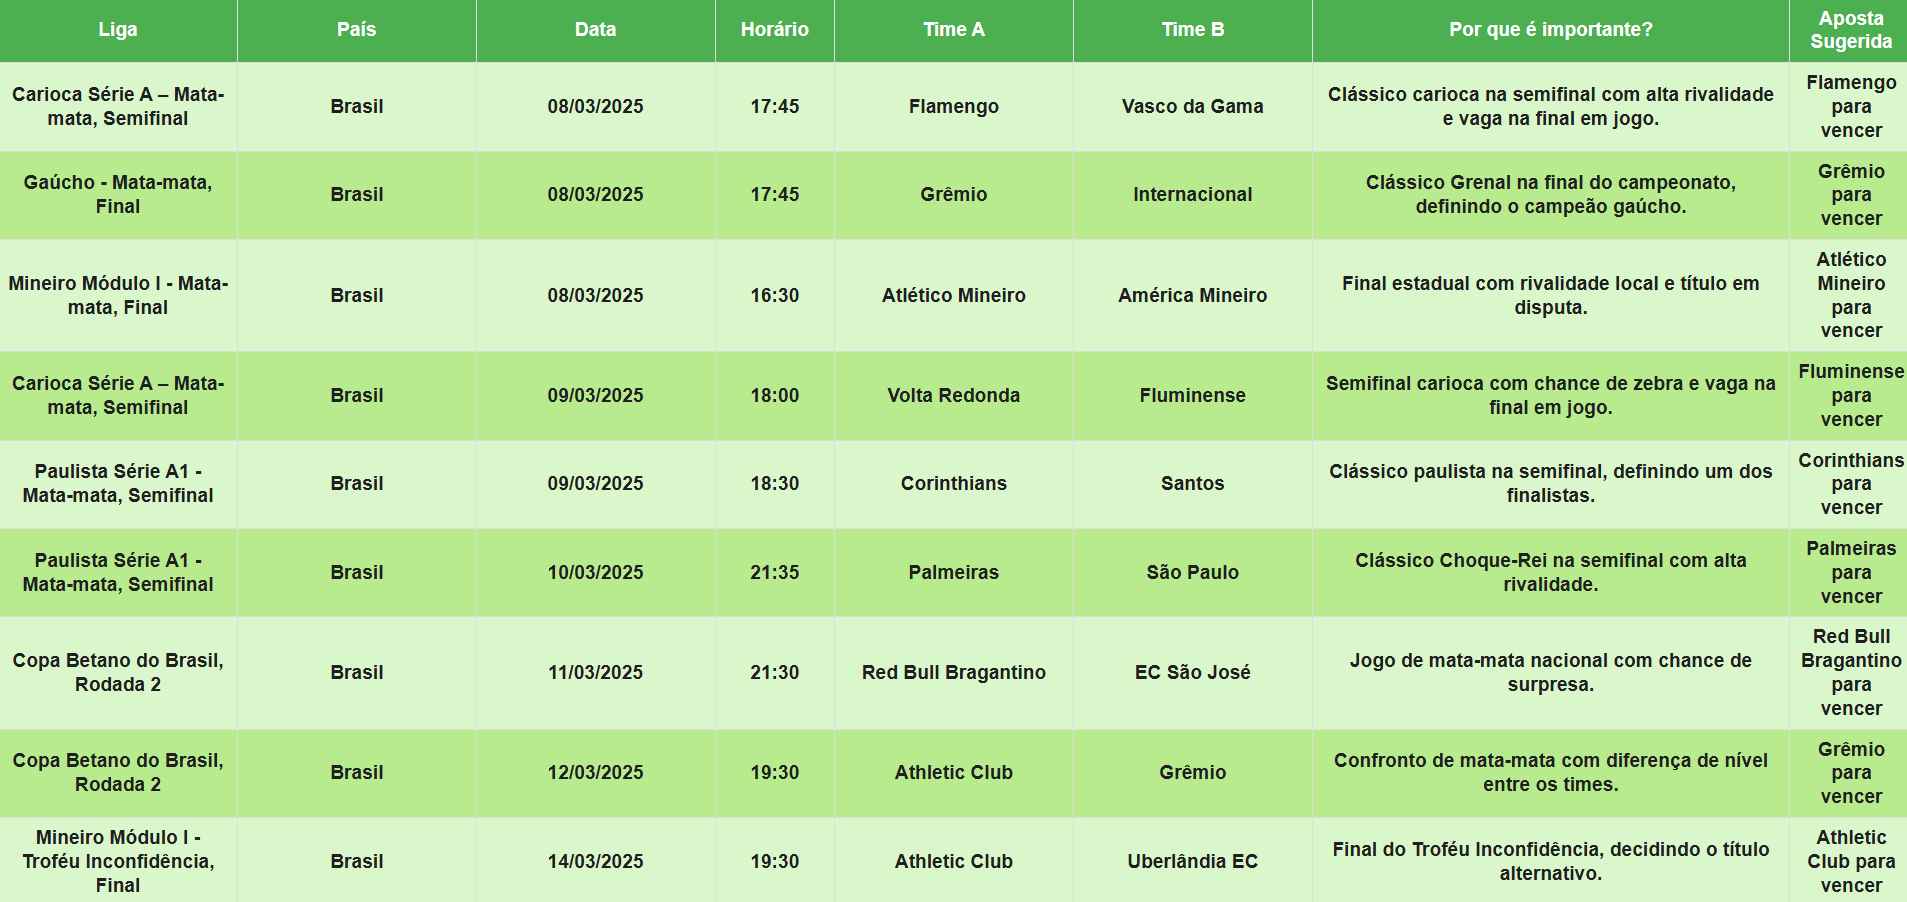 Liga País Data Horário Time A Time B Por que é importante? Aposta
Sugerida
Carioca Série A – Mata-
mata, Semifinal
Brasil
08/03/2025
17:45
Flamengo
Vasco da Gama
Clássico carioca na semifinal com alta rivalidade
e vaga na final em jogo.
Flamengo
para
vencer
Gaúcho - Mata-mata,
Final
Brasil
08/03/2025
17:45
Grêmio
Internacional
Clássico Grenal na final do campeonato,
definindo o campeão gaúcho.
Grêmio
para
vencer
Mineiro Módulo I - Mata-
mata, Final
Brasil
08/03/2025
16:30
Atlético Mineiro
América Mineiro
Final estadual com rivalidade local e título em
disputa.
Atlético
Mineiro
para
vencer
Carioca Série A – Mata-
mata, Semifinal
Brasil
09/03/2025
18:00
Volta Redonda
Fluminense
Semifinal carioca com chance de zebra e vaga na
final em jogo.
Fluminense
para
vencer
Paulista Série A1 -
Mata-mata, Semifinal
Brasil
09/03/2025
18:30
Corinthians
Santos
Clássico paulista na semifinal, definindo um dos
finalistas.
Corinthians
para
vencer
Paulista Série A1 -
Mata-mata, Semifinal
Brasil
10/03/2025
21:35
Palmeiras
São Paulo
Clássico Choque-Rei na semifinal com alta
rivalidade.
Palmeiras
para
vencer
Copa Betano do Brasil,
Rodada 2
Brasil
11/03/2025
21:30
Red Bull Bragantino
EC São José
Jogo de mata-mata nacional com chance de
surpresa.
Red Bull
Bragantino
para
vencer
Copa Betano do Brasil,
Rodada 2
Brasil
12/03/2025
19:30
Athletic Club
Grêmio
Confronto de mata-mata com diferença de nível
entre os times.
Grêmio
para
vencer
Mineiro Módulo I -
Troféu Inconfidência,
Final
Brasil
14/03/2025
19:30
Athletic Club
Uberlândia EC
Final do Troféu Inconfidência, decidindo o título
alternativo.
Athletic
Club para
vencer